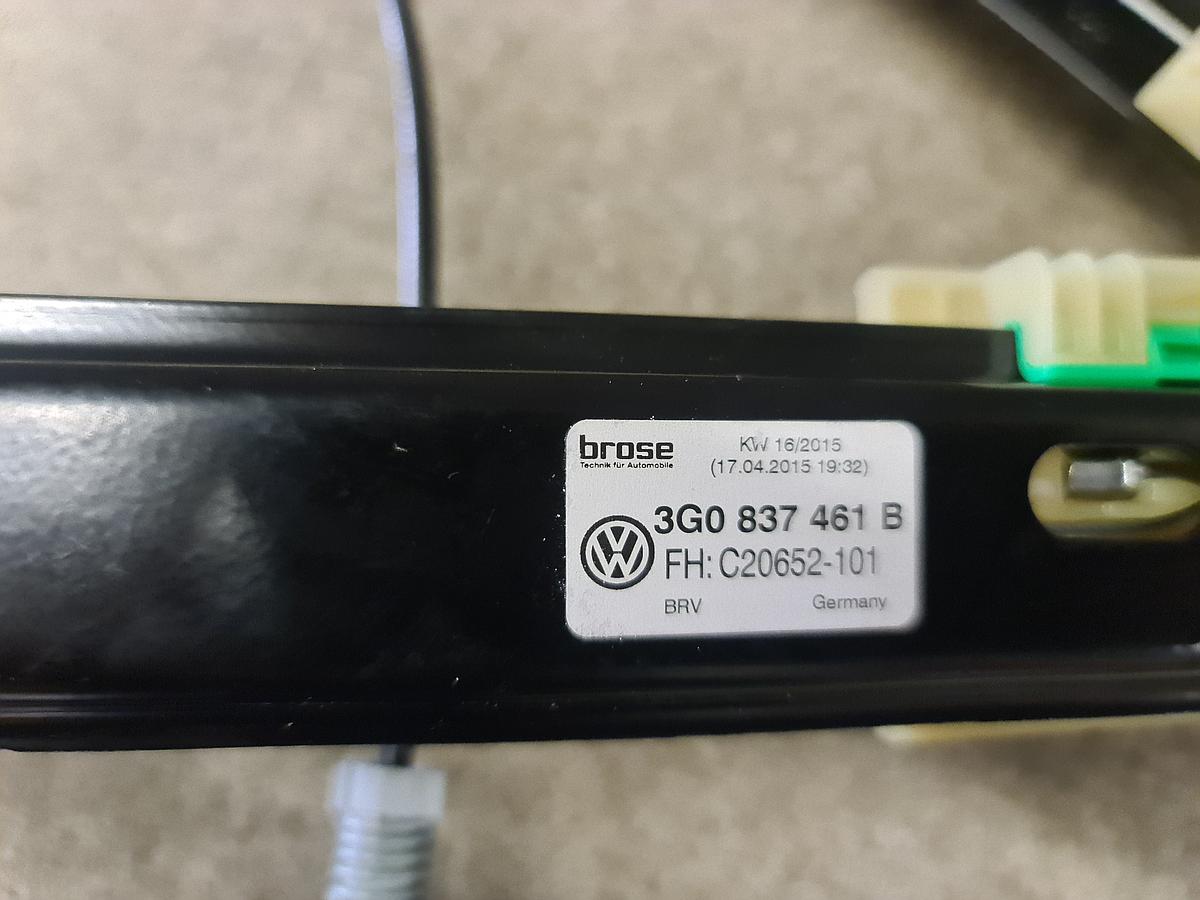 brose
Technik für Automobile
KW 16/2015
(17.04.2015 19:32)
3G0 837 461 B
FH: C20652-101
BRV
Germany